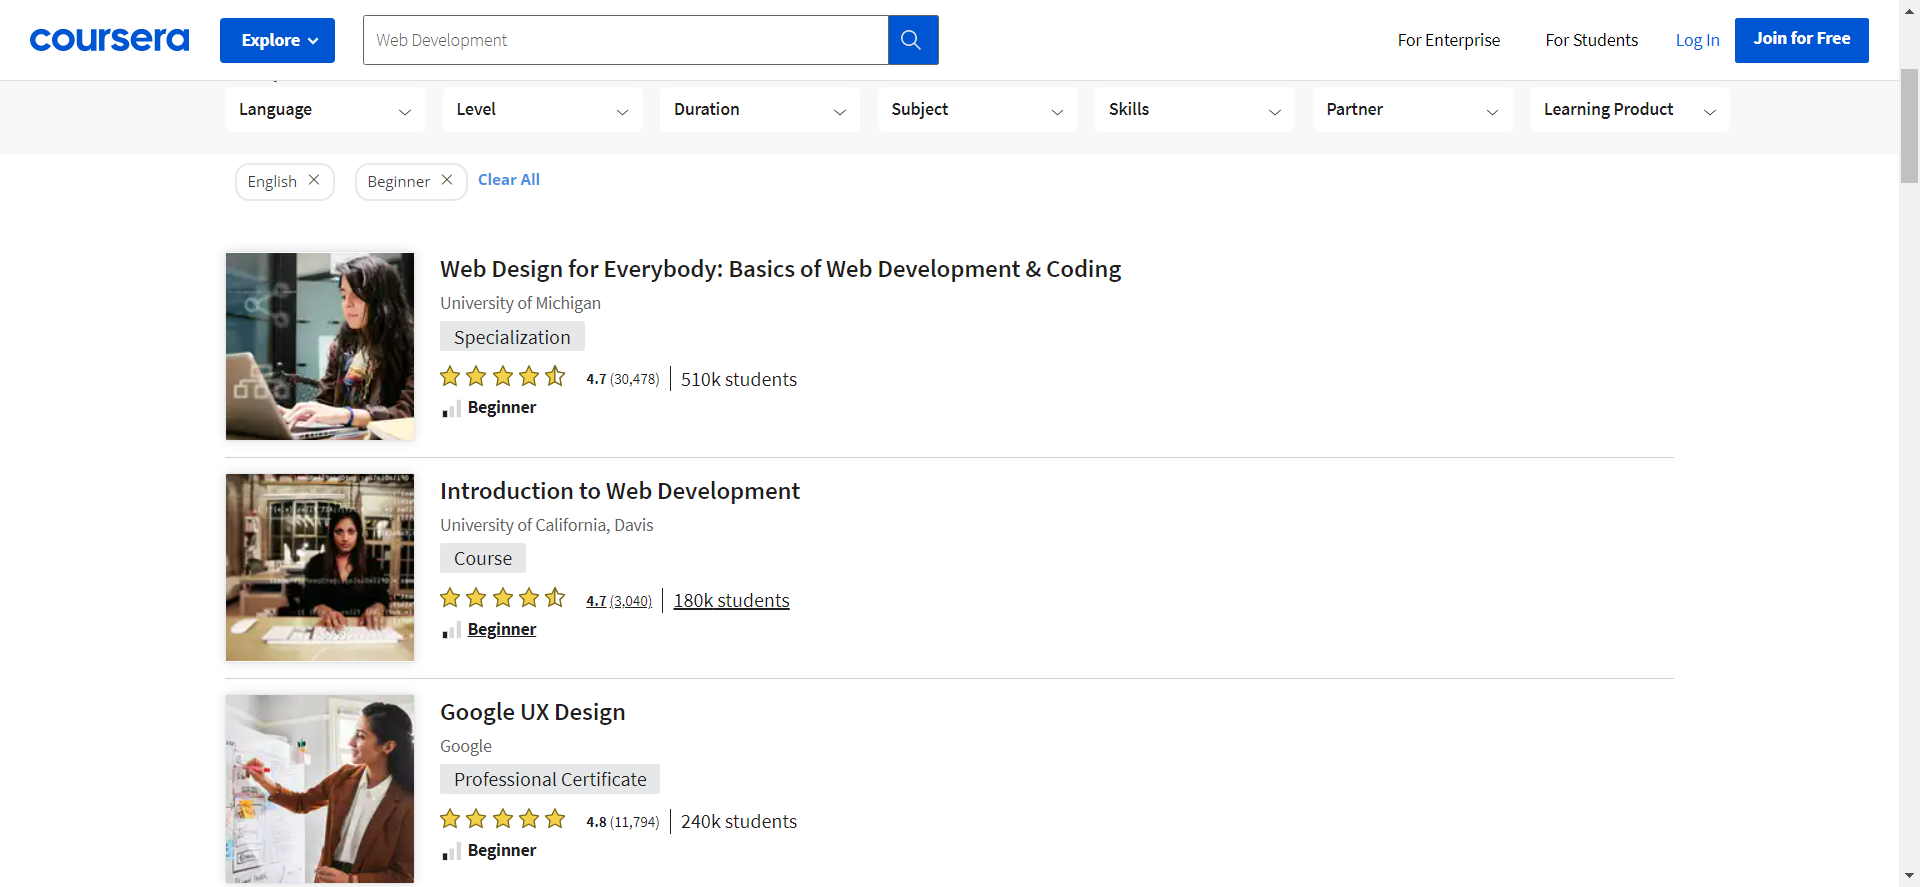 coursera
Explore
Web Development
For Enterprise
For Students
Log In
Join for Free
Language
Level
Duration
Subject
Skills
Partner
Learning Product
English
Beginner
Clear All
Web Design for Everybody: Basics of Web Development & Coding
University of Michigan
Specialization
4.7 (30,478)
510k students
Beginner
Introduction to Web Development
University of California, Davis
Course
4.7 (3,040)
180k students
Beginner
Google UX Design
Google
Professional Certificate
4.8 (11,794)
240k students
Beginner